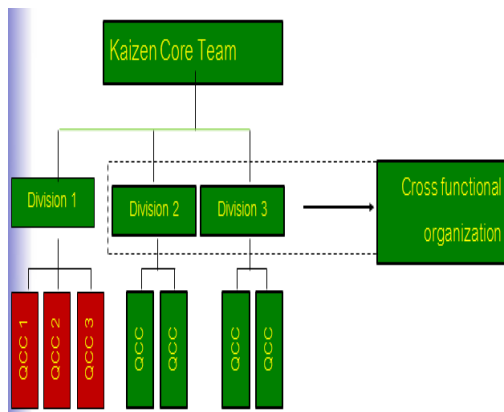 Kaizen Core Team
Division 1
Division 2
Division 3
Cross functional
organization
QCC 1
QCC 2
QCC 3
QCC
QCC
QCC
QCC